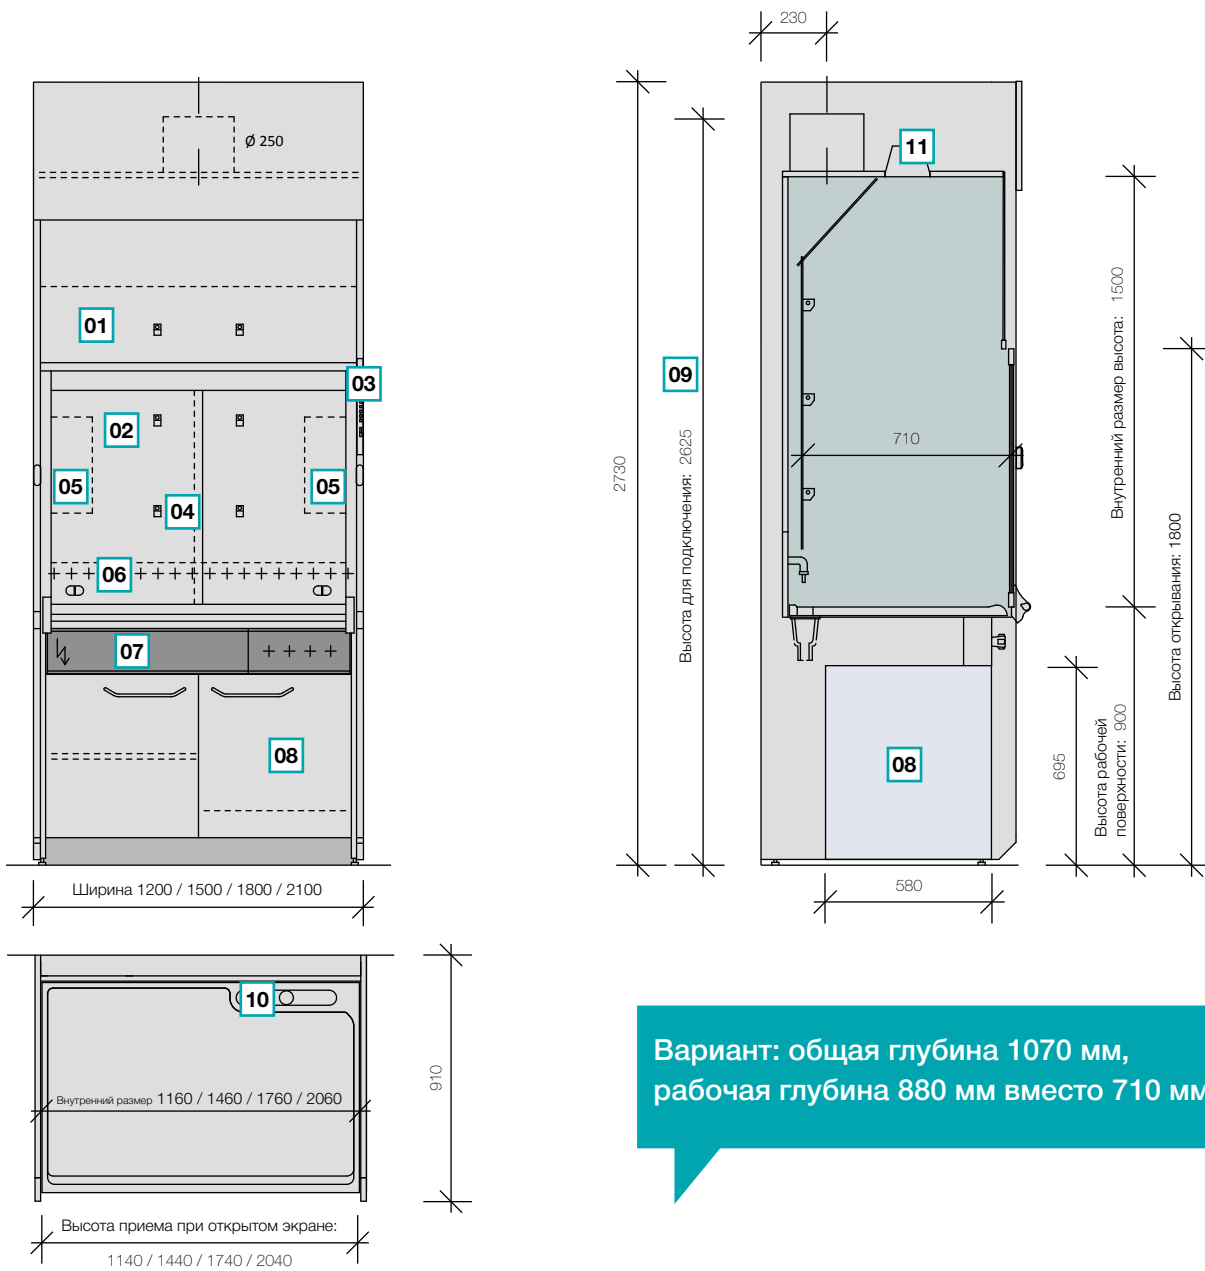 230
Ø 250
11
01
03
09
02
05
05
04
06
07
08
2730
Высота для подключения: 2625
710
Внутренний размер высота: 1500
Высота открывания: 1800
08
695
Высота рабочей
поверхности: 900
580
Ширина 1200 / 1500 / 1800 / 2100
10
Внутренний размер 1160 / 1460 / 1760 / 2060
910
Высота приема при открытом экране:
1140 / 1440 / 1740 / 2040
Вариант: общая глубина 1070 мм,
рабочая глубина 880 мм вместо 710 мм